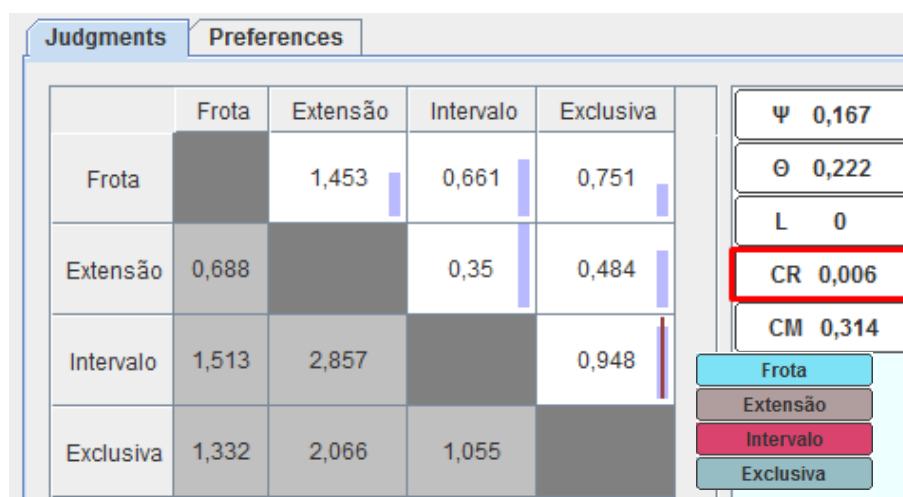 Judgments Preferences
Frota Extensão Intervalo Exclusiva
Frota 1,453 0,661 0,751
Extensão 0,688 0,35 0,484
Intervalo 1,513 2,857 0,948
Exclusiva 1,332 2,066 1,055
Ψ 0,167
Θ 0,222
L 0
CR 0,006
CM 0,314
Frota
Extensão
Intervalo
Exclusiva